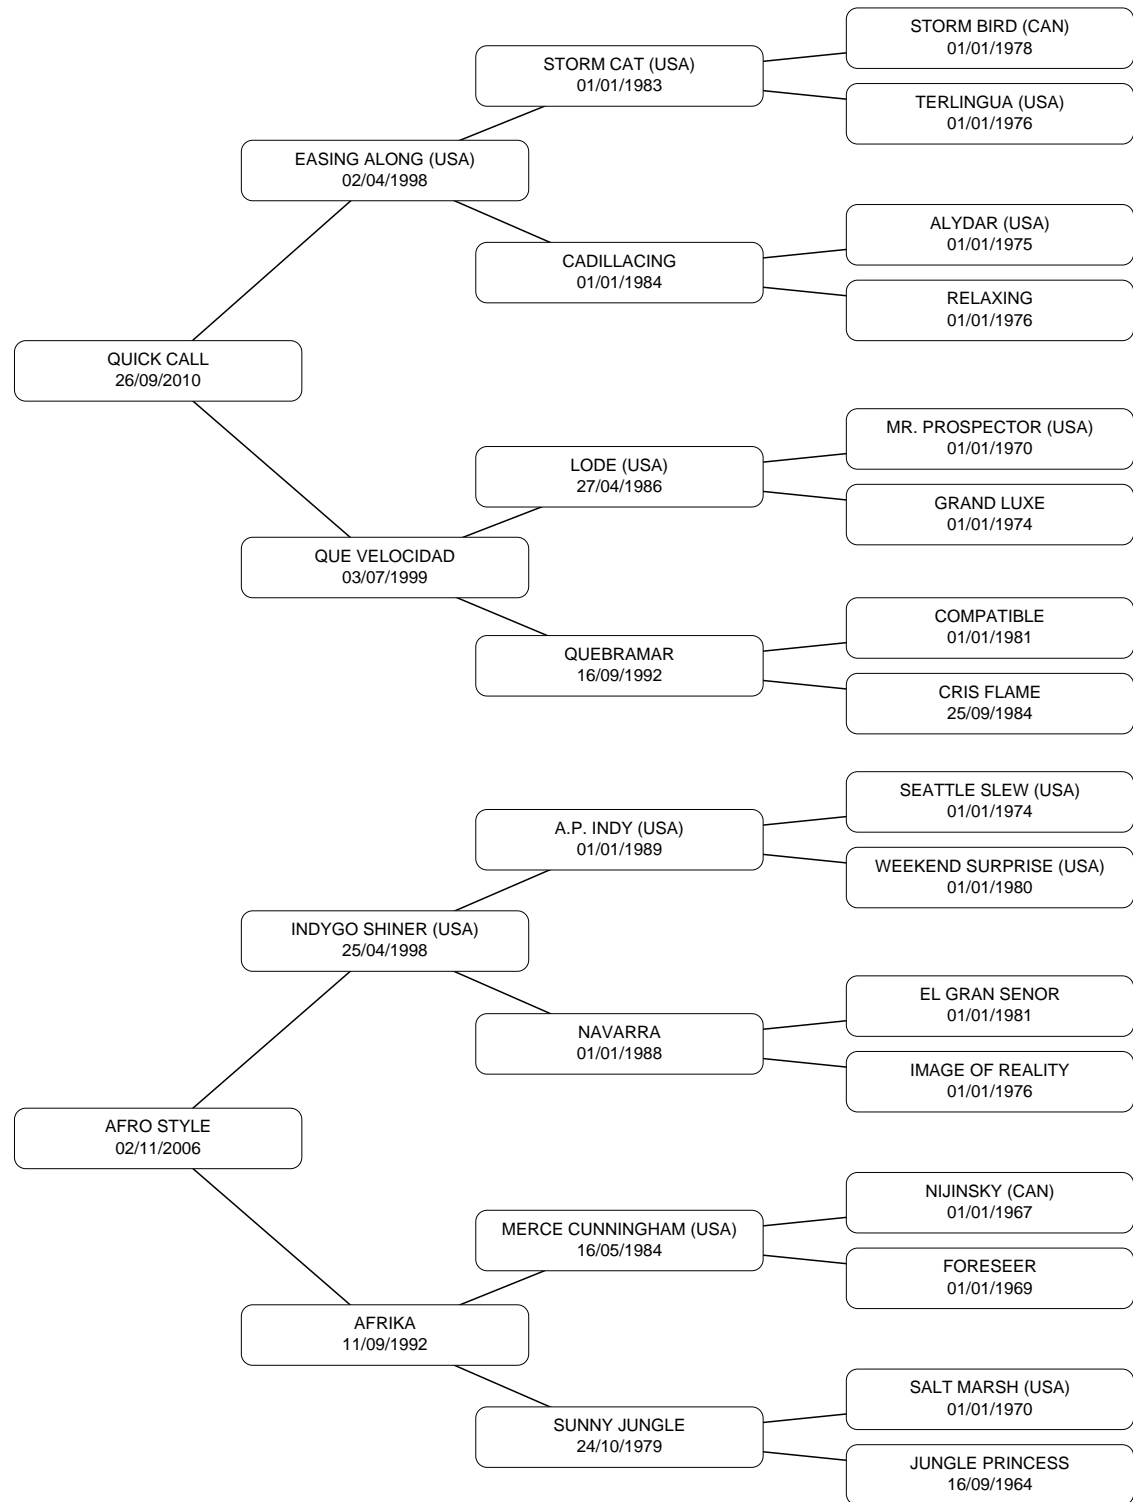 STORM BIRD (CAN)
01/01/1978
STORM CAT (USA)
01/01/1983
TERLINGUA (USA)
01/01/1976
EASING ALONG (USA)
02/04/1998
ALYDAR (USA)
01/01/1975
CADILLACING
01/01/1984
RELAXING
01/01/1976
QUICK CALL
26/09/2010
MR. PROSPECTOR (USA)
01/01/1970
LODE (USA)
27/04/1986
GRAND LUXE
01/01/1974
QUE VELOCIDAD
03/07/1999
COMPATIBLE
01/01/1981
QUEBRAMAR
16/09/1992
CRIS FLAME
25/09/1984
SEATTLE SLEW (USA)
01/01/1974
A.P. INDY (USA)
01/01/1989
WEEKEND SURPRISE (USA)
01/01/1980
INDYGO SHINER (USA)
25/04/1998
EL GRAN SENOR
01/01/1981
NAVARRA
01/01/1988
IMAGE OF REALITY
01/01/1976
AFRO STYLE
02/11/2006
NIJINSKY (CAN)
01/01/1967
MERCE CUNNINGHAM (USA)
16/05/1984
FORESEER
01/01/1969
AFRIKA
11/09/1992
SALT MARSH (USA)
01/01/1970
SUNNY JUNGLE
24/10/1979
JUNGLE PRINCESS
16/09/1964